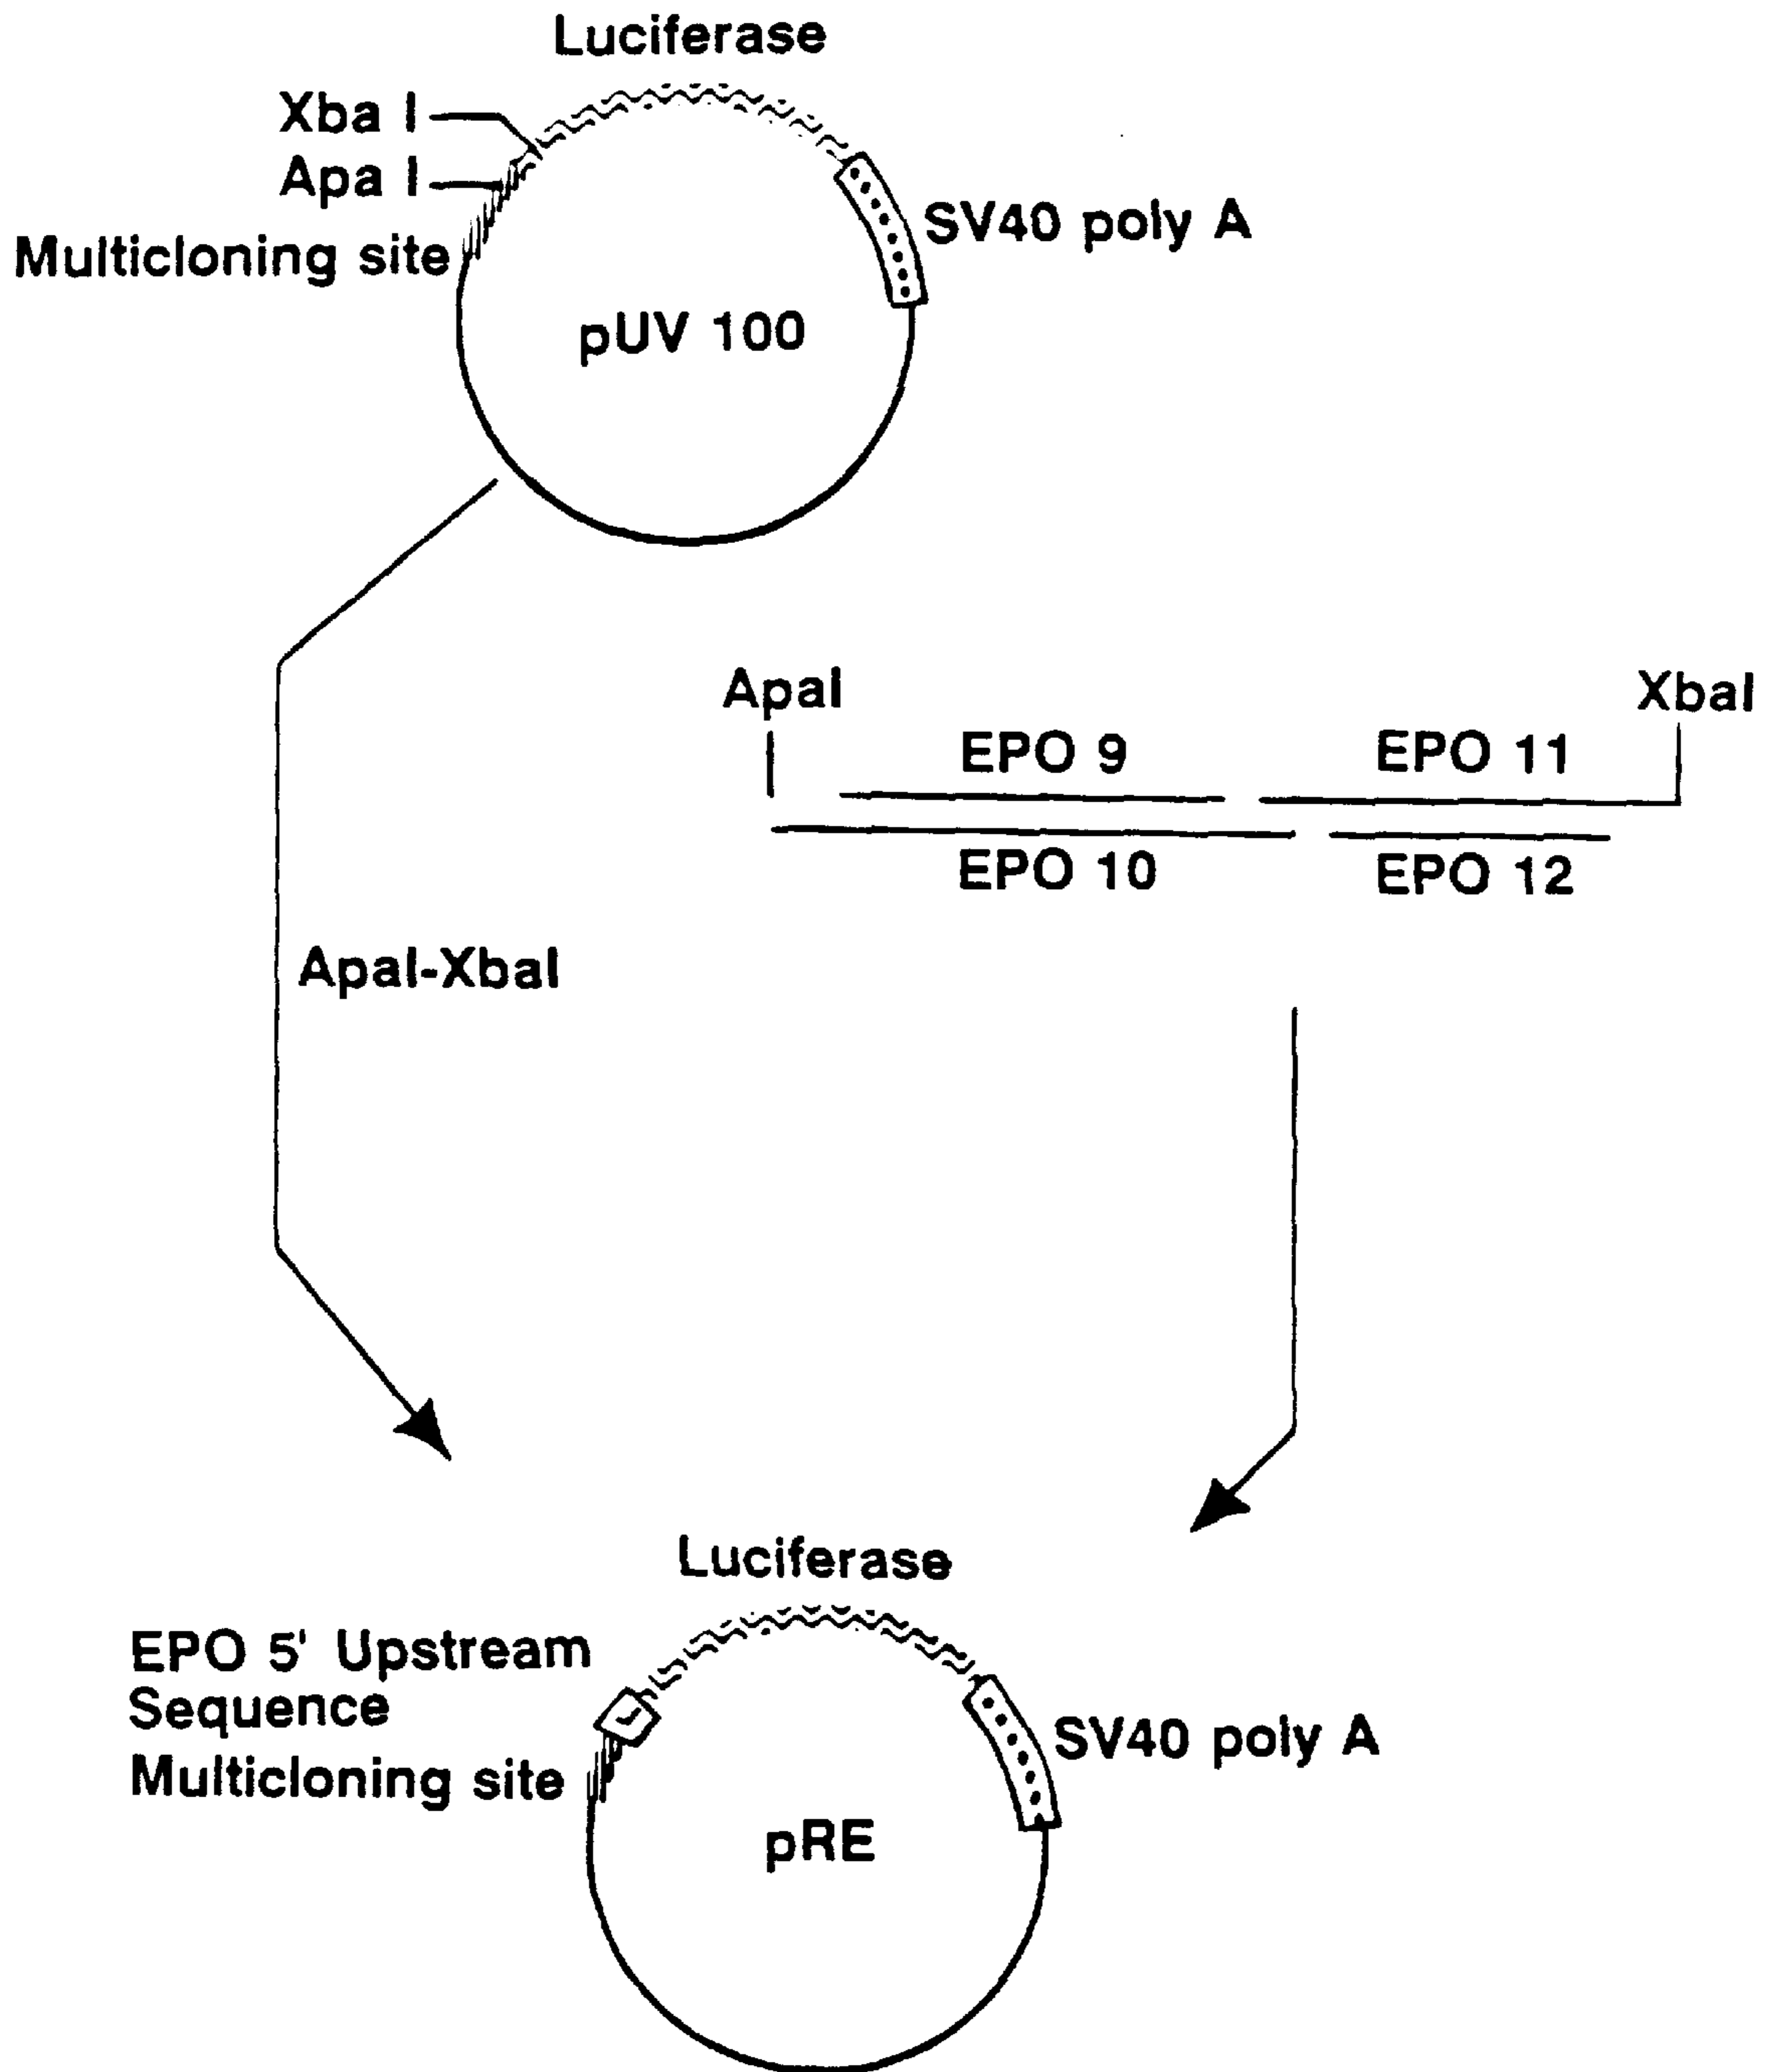 Luciferase
Xba I
Apa I
Multicloning site
SV40 poly A
pUV 100
ApaI
XbaI
EPO 9
EPO 11
EPO 10
EPO 12
ApaI-XbaI
Luciferase
EPO 5' Upstream
Sequence
Multicloning site
SV40 poly A
pRE